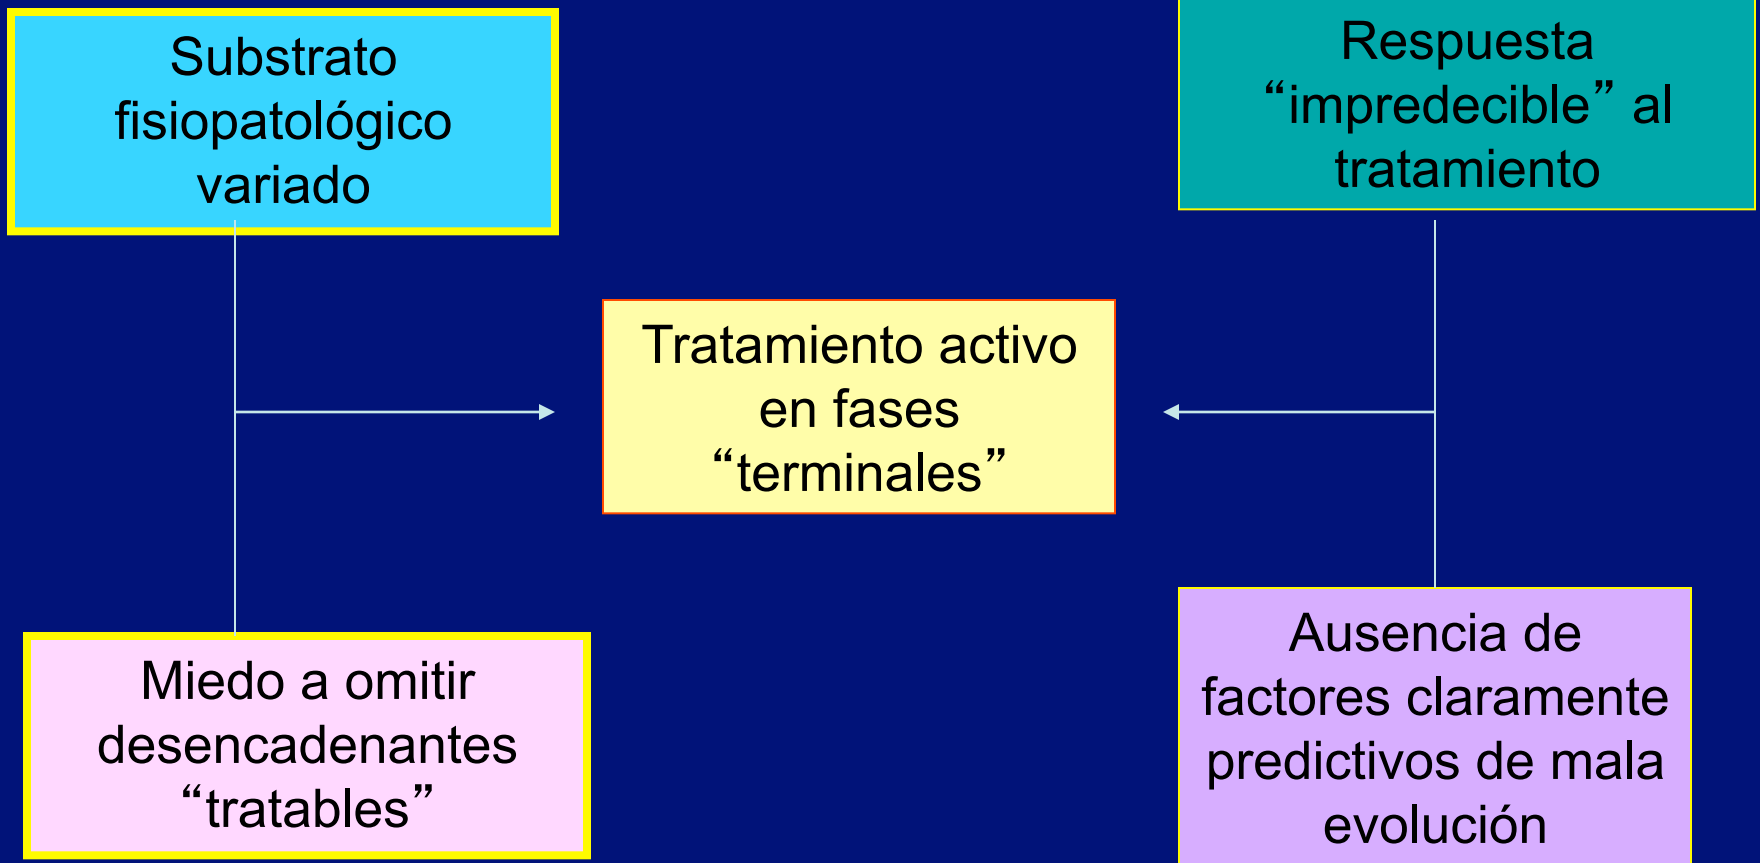 Substrato
fisiopatológico
variado
Respuesta
“impredecible” al
tratamiento
Tratamiento activo
en fases
“terminales”
Miedo a omitir
desencadenantes
“tratables”
Ausencia de
factores claramente
predictivos de mala
evolución